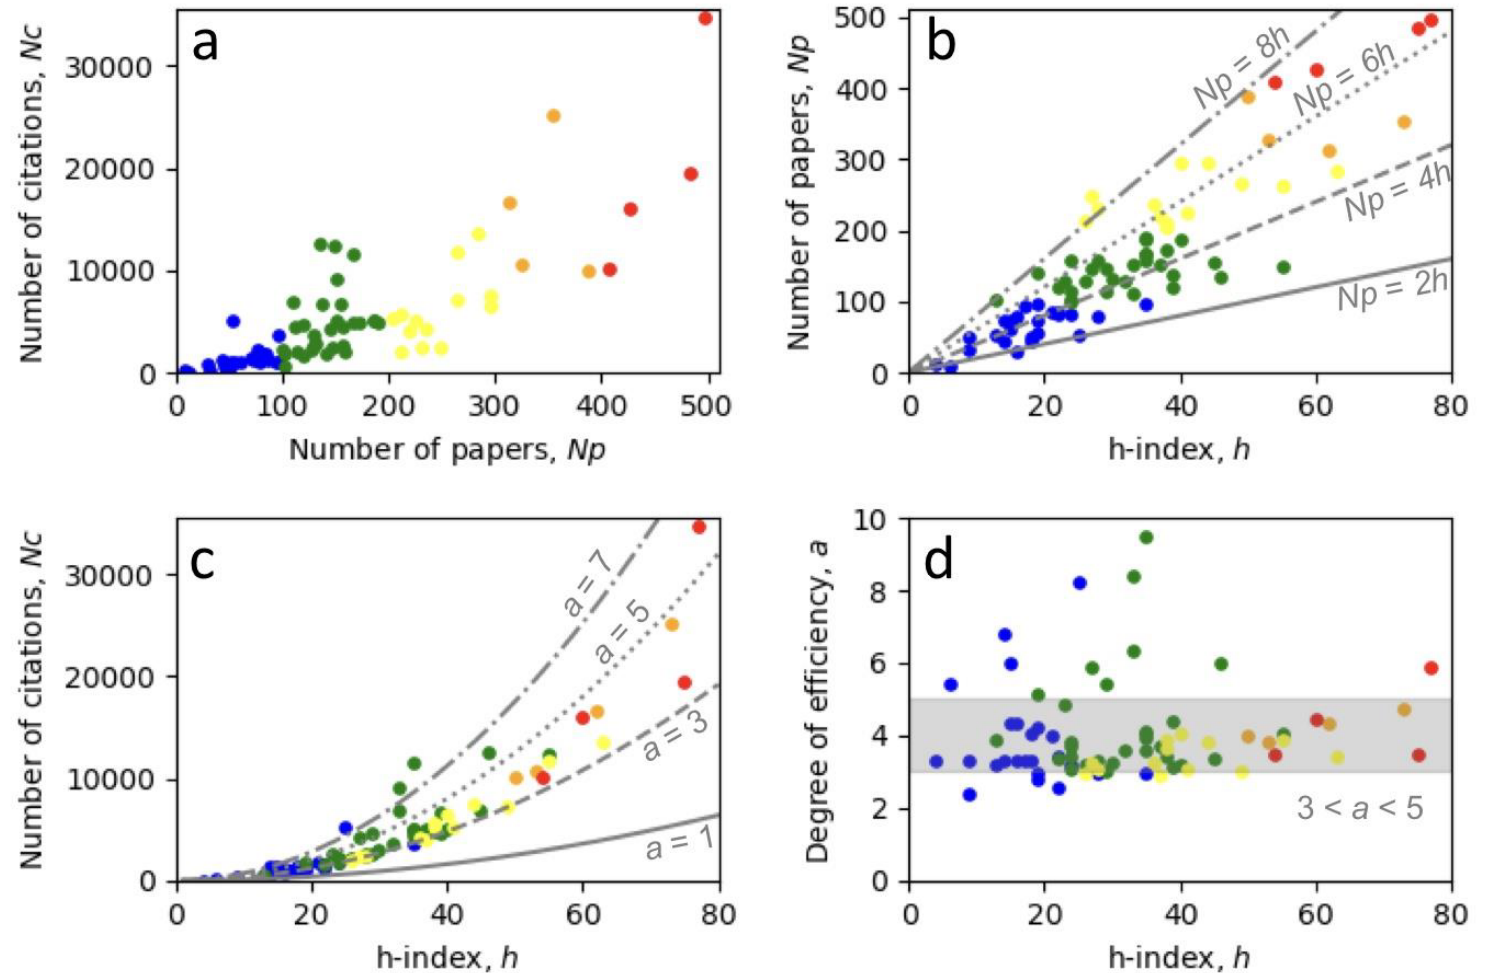 a
Number of citations, Nc
30000
20000
10000
0
0 100 200 300 400 500
Number of papers, Np
b
Number of papers, Np
500
400
300
200
100
0
Np = 8h
Np = 6h
Np = 4h
Np = 2h
0 20 40 60 80
h-index, h
c
Number of citations, Nc
30000
20000
10000
0
a = 7
a = 5
a = 3
a = 1
0 20 40 60 80
h-index, h
d
Degree of efficiency, a
10
8
6
4
2
0
3 < a < 5
0 20 40 60 80
h-index, h